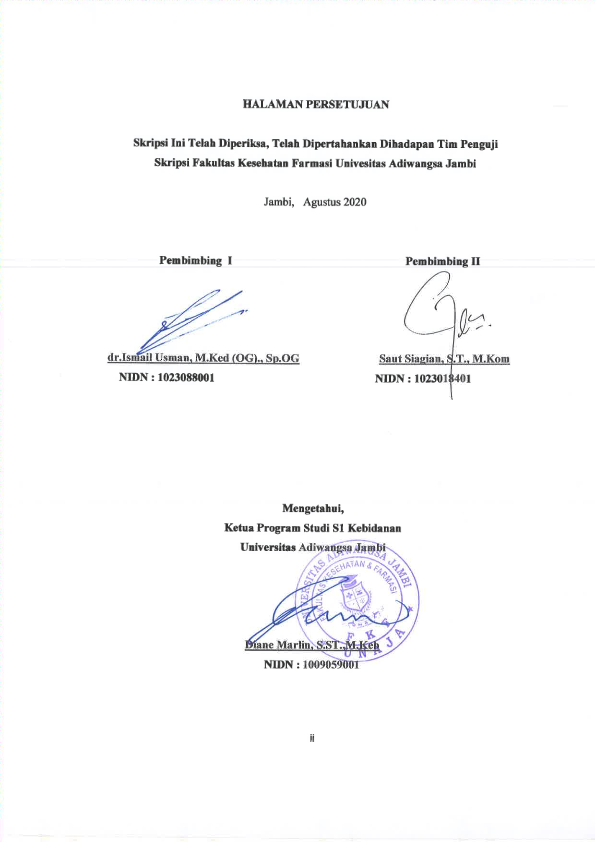 HALAMAN PERSETUJUAN
Skripsi Ini Telah Diperiksa, Telah Dipertahankan Dihadapan Tim Penguji
Skripsi Fakultas Kesehatan Farmasi Univesitas Adiwangsa Jambi
Jambi, Agustus 2020
Pembimbing I
Pembimbing II
dr.Ismail Usman, M.Ked (OG)., Sp.OG
Saut Siagian, S.T., M.Kom
NIDN : 1023088001
NIDN : 1023018401
Mengetahui,
Ketua Program Studi S1 Kebidanan
Universitas Adiwangsa Jambi
UNIVERSITAS ADIWANGSA JAMBI
FAKULTAS KESEHATAN & FARMASI
F K F
UNAJA
Diane Marlin, S.ST.,M.Keb
NIDN : 1009059001
ii